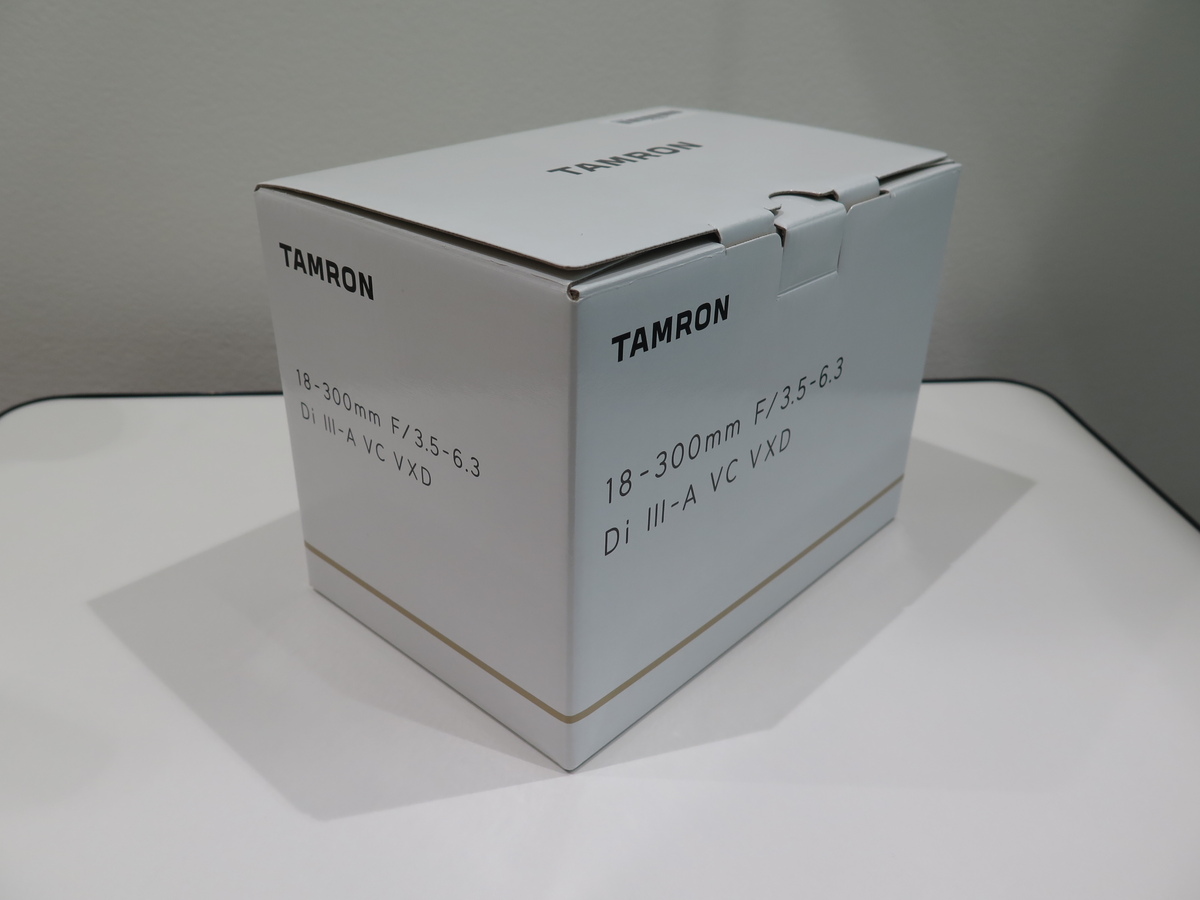 TAMRON
TAMRON
18-300mm F/3.5-6.3
Di III-A VC VXD
TAMRON
18-300mm F/3.5-6.3
Di III-A VC VXD